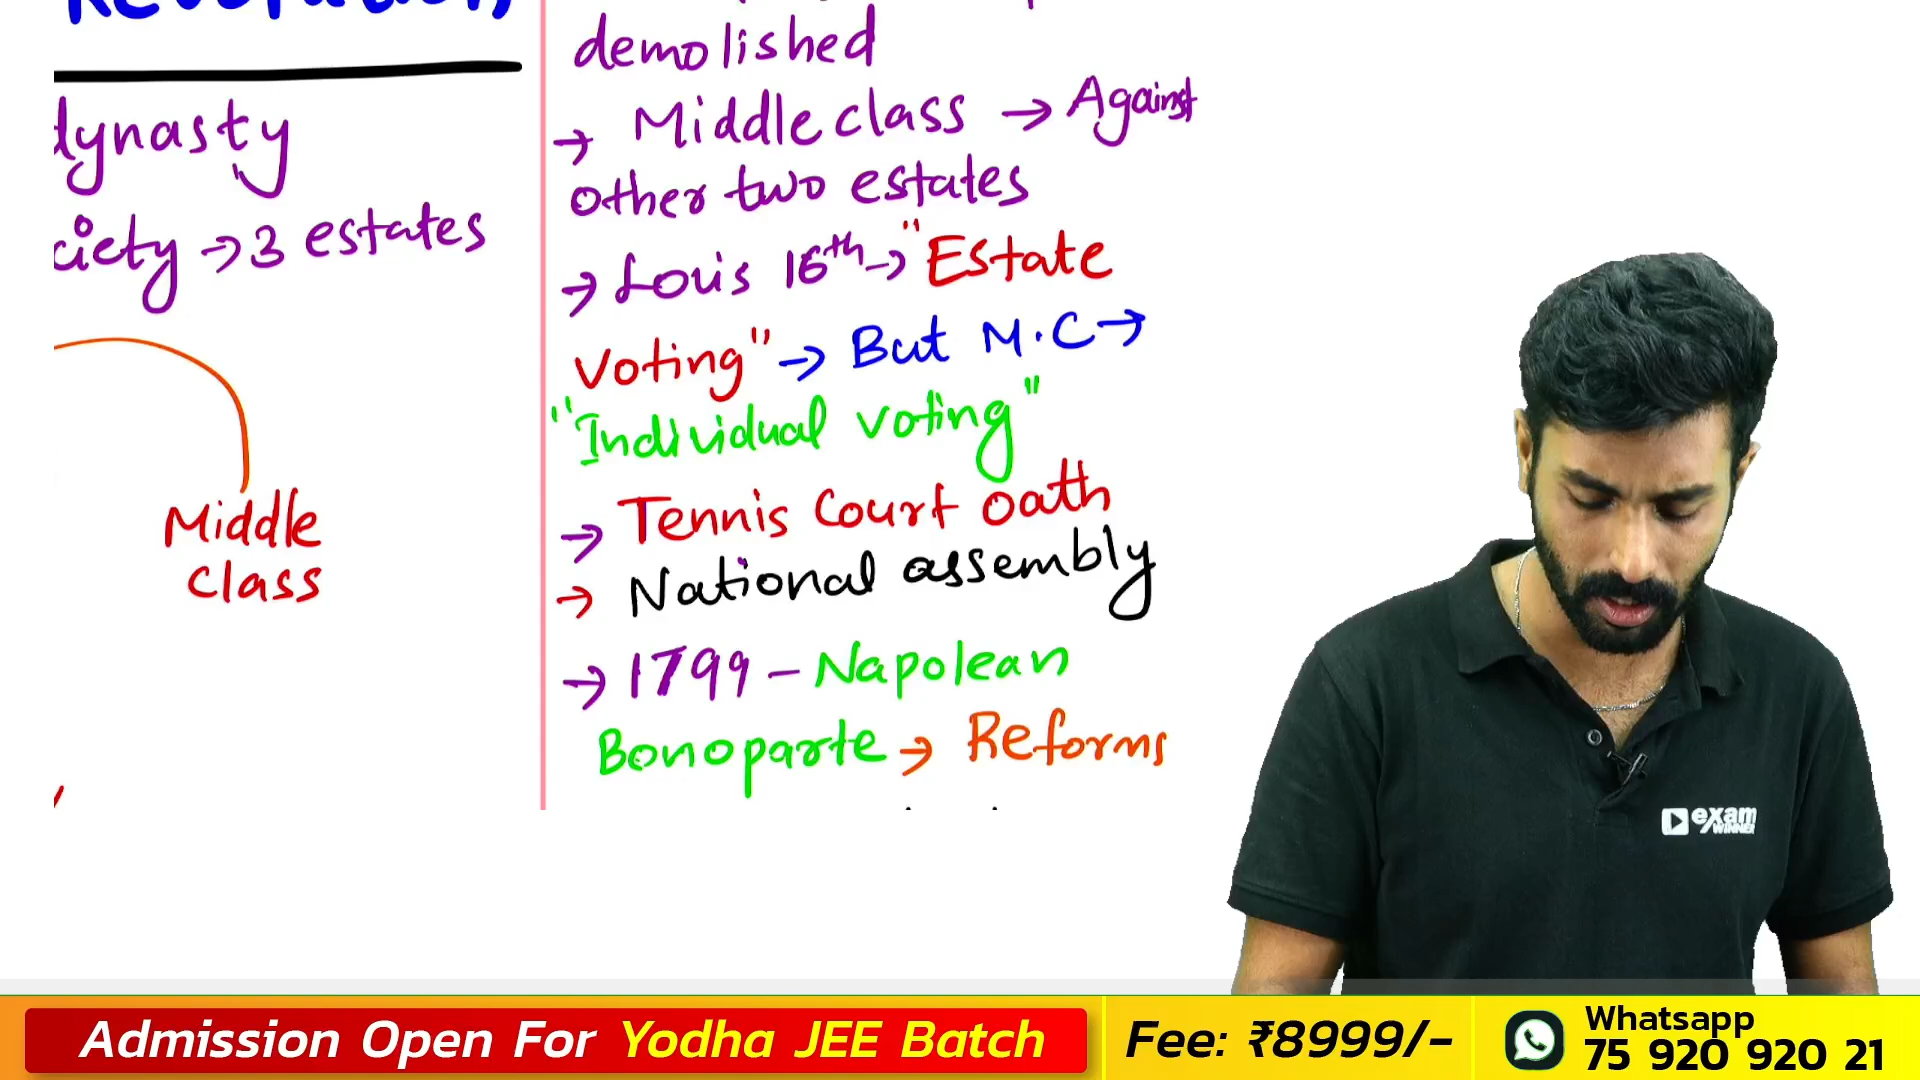 dynasty
ciety → 3 estates
Middle
class
demolished
→ Middle class → Against
other two estates
→ Louis 16th → "Estate
voting" → But M.C →
"Individual voting"
→ Tennis Court oath
→ National assembly
→ 1799 - Napolean
Bonoparte → Reforms
exam
WINNER
Admission Open For Yodha JEE Batch
Fee: ₹8999/-
Whatsapp
75 920 920 21